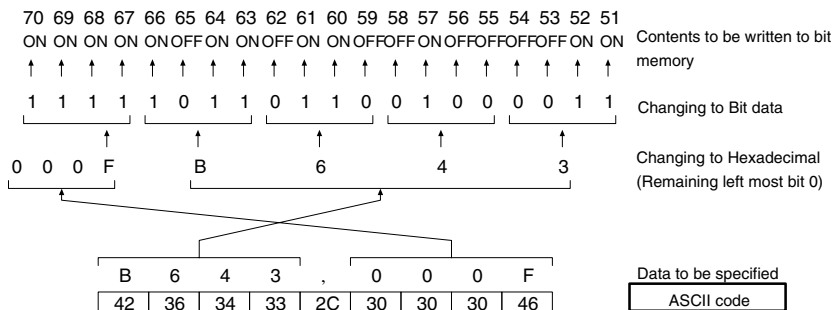 70 69 68 67 66 65 64 63 62 61 60 59 58 57 56 55 54 53 52 51
ON ON ON ON ON OFF ON ON OFF ON ON OFF OFF ON OFF OFF OFF OFF ON ON
Contents to be written to bit
memory
1 1 1 1 1 0 1 1 0 1 1 0 0 1 0 0 0 0 1 1
Changing to Bit data
0 0 0 F B 6 4 3
Changing to Hexadecimal
(Remaining left most bit 0)
B 6 4 3 , 0 0 0 F
Data to be specified
42 36 34 33 2C 30 30 30 46
ASCII code